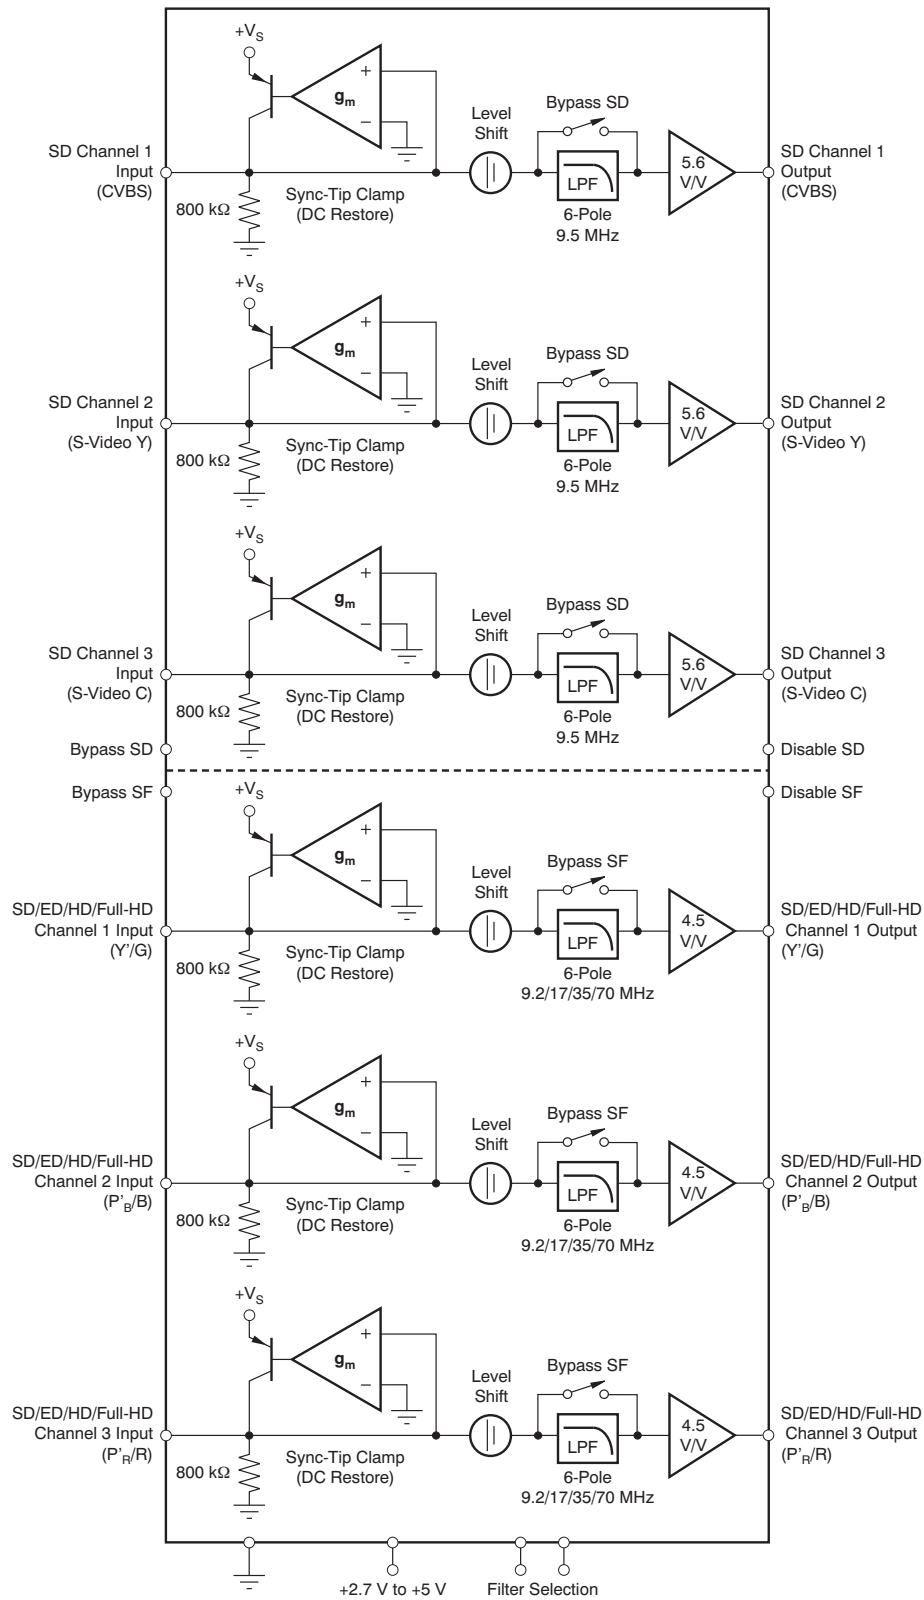 +VS
gm
+
−
SD Channel 1
Input
(CVBS)
800 kΩ
Sync-Tip Clamp
(DC Restore)
Level
Shift
Bypass SD
LPF
6-Pole
9.5 MHz
5.6
V/V
SD Channel 1
Output
(CVBS)
+VS
gm
+
−
SD Channel 2
Input
(S-Video Y)
800 kΩ
Sync-Tip Clamp
(DC Restore)
Level
Shift
Bypass SD
LPF
6-Pole
9.5 MHz
5.6
V/V
SD Channel 2
Output
(S-Video Y)
+VS
gm
+
−
SD Channel 3
Input
(S-Video C)
800 kΩ
Sync-Tip Clamp
(DC Restore)
Level
Shift
Bypass SD
LPF
6-Pole
9.5 MHz
5.6
V/V
SD Channel 3
Output
(S-Video C)
Bypass SD
Disable SD
Bypass SF
Disable SF
+VS
gm
+
−
SD/ED/HD/Full-HD
Channel 1 Input
(Y'/G)
800 kΩ
Sync-Tip Clamp
(DC Restore)
Level
Shift
Bypass SF
LPF
6-Pole
9.2/17/35/70 MHz
4.5
V/V
SD/ED/HD/Full-HD
Channel 1 Output
(Y'/G)
+VS
gm
+
−
SD/ED/HD/Full-HD
Channel 2 Input
(P'B/B)
800 kΩ
Sync-Tip Clamp
(DC Restore)
Level
Shift
Bypass SF
LPF
6-Pole
9.2/17/35/70 MHz
4.5
V/V
SD/ED/HD/Full-HD
Channel 2 Output
(P'B/B)
+VS
gm
+
−
SD/ED/HD/Full-HD
Channel 3 Input
(P'R/R)
800 kΩ
Sync-Tip Clamp
(DC Restore)
Level
Shift
Bypass SF
LPF
6-Pole
9.2/17/35/70 MHz
4.5
V/V
SD/ED/HD/Full-HD
Channel 3 Output
(P'R/R)
+2.7 V to +5 V
Filter Selection